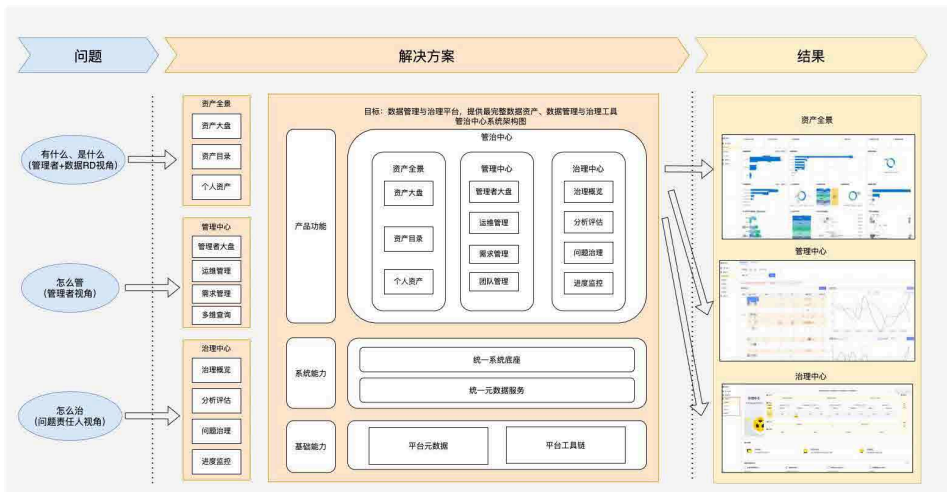 问题
解决方案
结果
有什么、是什么
(管理者+数据RD视角)
怎么管
(管理者视角)
怎么治
(问题责任人视角)
资产全景
资产大盘
资产目录
个人资产
管理中心
管理者大盘
运维管理
需求管理
多维查询
治理中心
治理概览
分析评估
问题治理
进度监控
目标：数据管理与治理平台，提供最完整数据资产、数据管理与治理工具
管治中心系统架构图
产品功能
管治中心
资产全景
资产大盘
资产目录
个人资产
管理中心
管理者大盘
运维管理
需求管理
团队管理
治理中心
治理概览
分析评估
问题治理
进度监控
系统能力
统一系统底座
统一元数据服务
基础能力
平台元数据
平台工具链
资产全景
管理中心
治理中心